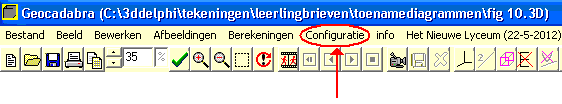 Geocadabra (C:\3ddelphi\tekeningen\leerlingbrieven\toenamediagrammen\fig 10.3D)
Bestand Beeld Bewerken Afbeeldingen Berekeningen Configuratie info Het Nieuwe Lyceum (22-5-2012)
35 %